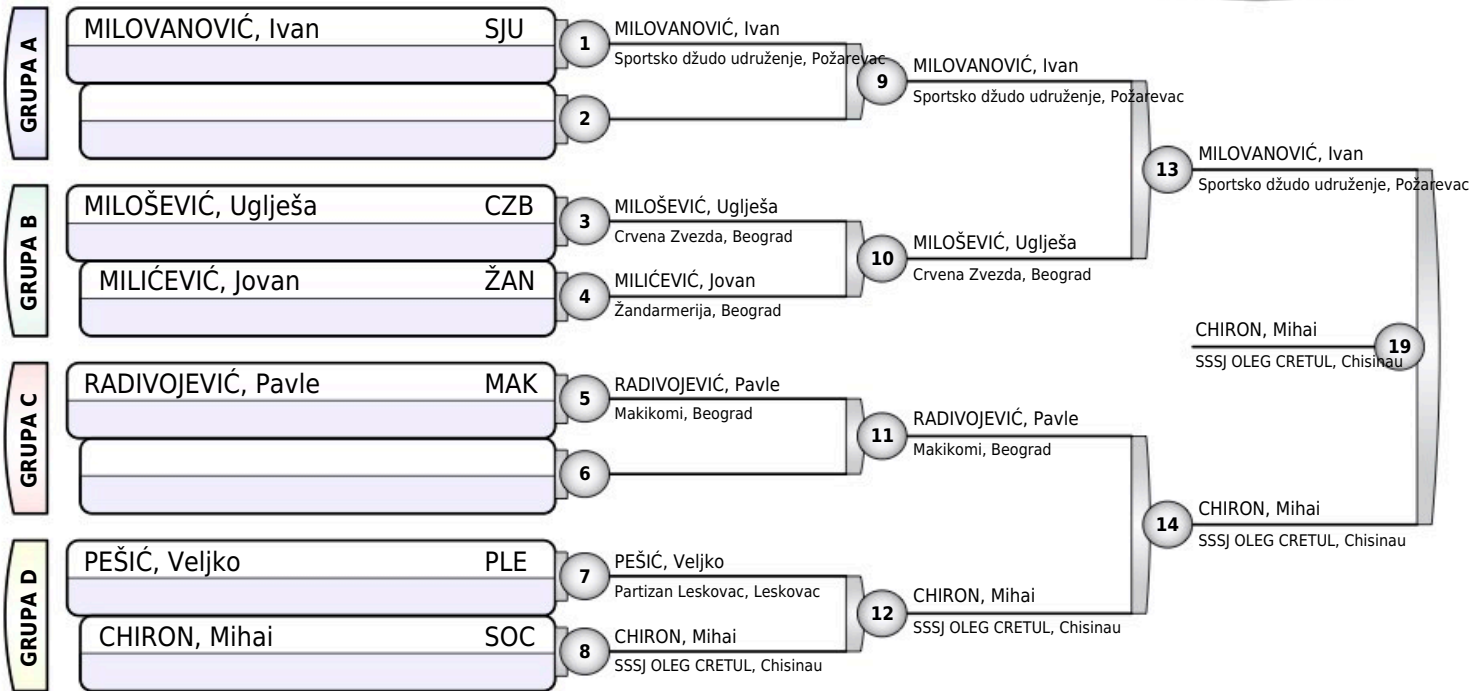 GRUPA A
MILOVANOVIĆ, Ivan SJU
1
MILOVANOVIĆ, Ivan
Sportsko džudo udruženje, Požarevac
2
9
MILOVANOVIĆ, Ivan
Sportsko džudo udruženje, Požarevac
GRUPA B
MILOŠEVIĆ, Uglješa CZB
3
MILOŠEVIĆ, Uglješa
Crvena Zvezda, Beograd
MILIĆEVIĆ, Jovan ŽAN
4
MILIĆEVIĆ, Jovan
Žandarmerija, Beograd
10
MILOŠEVIĆ, Uglješa
Crvena Zvezda, Beograd
13
MILOVANOVIĆ, Ivan
Sportsko džudo udruženje, Požarevac
GRUPA C
RADIVOJEVIĆ, Pavle MAK
5
RADIVOJEVIĆ, Pavle
Makikomi, Beograd
6
11
RADIVOJEVIĆ, Pavle
Makikomi, Beograd
GRUPA D
PEŠIĆ, Veljko PLE
7
PEŠIĆ, Veljko
Partizan Leskovac, Leskovac
CHIRON, Mihai SOC
8
CHIRON, Mihai
SSSJ OLEG CRETUL, Chisinau
12
CHIRON, Mihai
SSSJ OLEG CRETUL, Chisinau
14
CHIRON, Mihai
SSSJ OLEG CRETUL, Chisinau
CHIRON, Mihai
SSSJ OLEG CRETUL, Chisinau
19